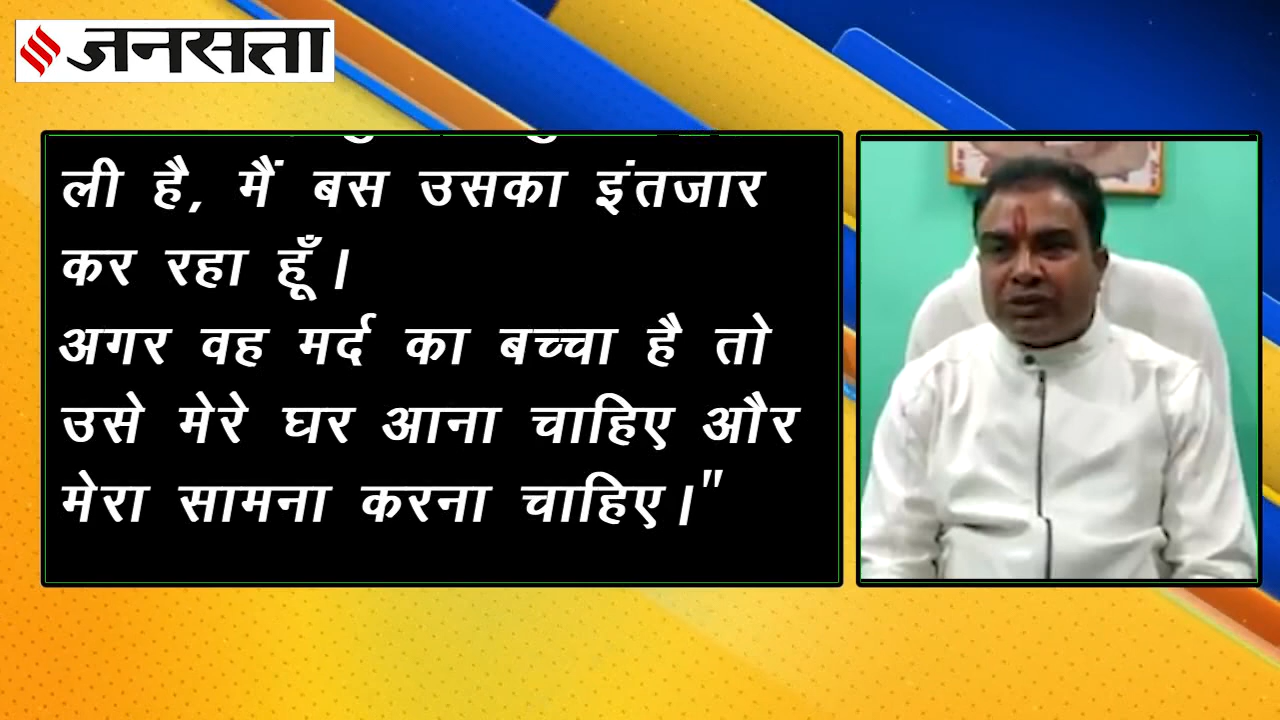 जनसत्ता
ली है, मैं बस उसका इंतजार
कर रहा हूँ।
अगर वह मर्द का बच्चा है तो
उसे मेरे घर आना चाहिए और
मेरा सामना करना चाहिए।"